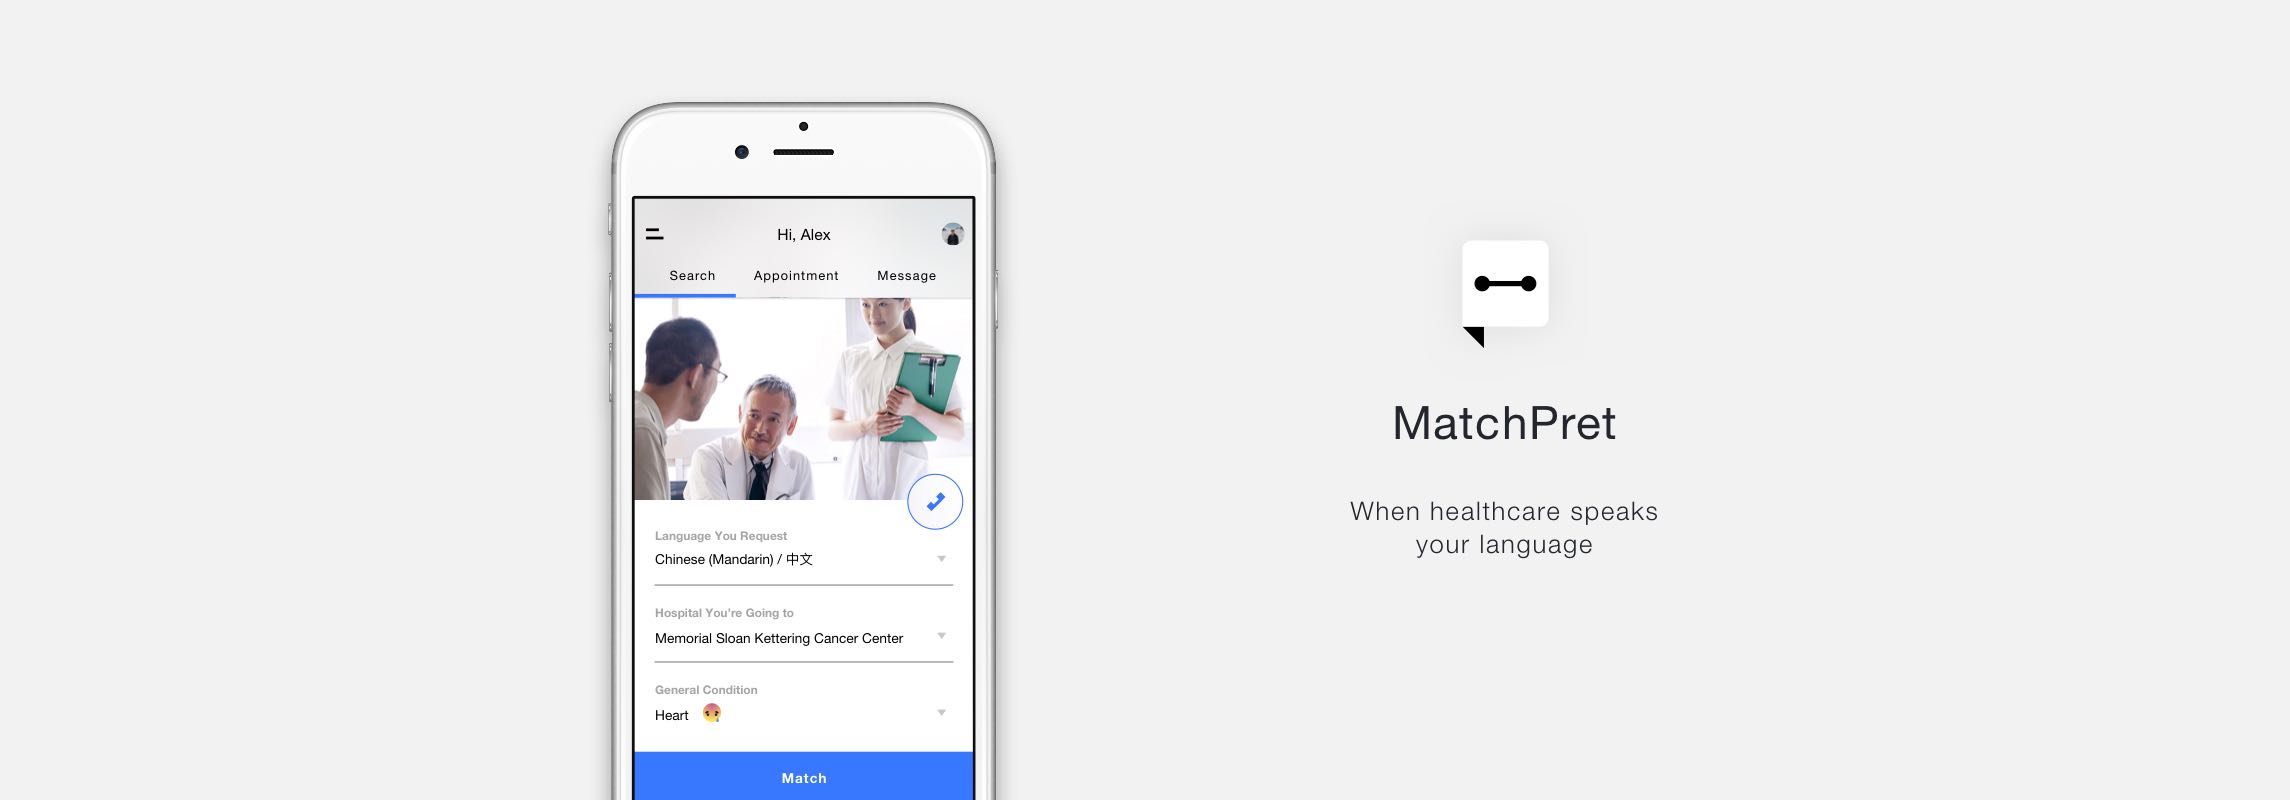 Hi, Alex
Search Appointment Message
Language You Request
Chinese (Mandarin) / 中文
Hospital You're Going to
Memorial Sloan Kettering Cancer Center
General Condition
Heart
Match
MatchPret
When healthcare speaks
your language